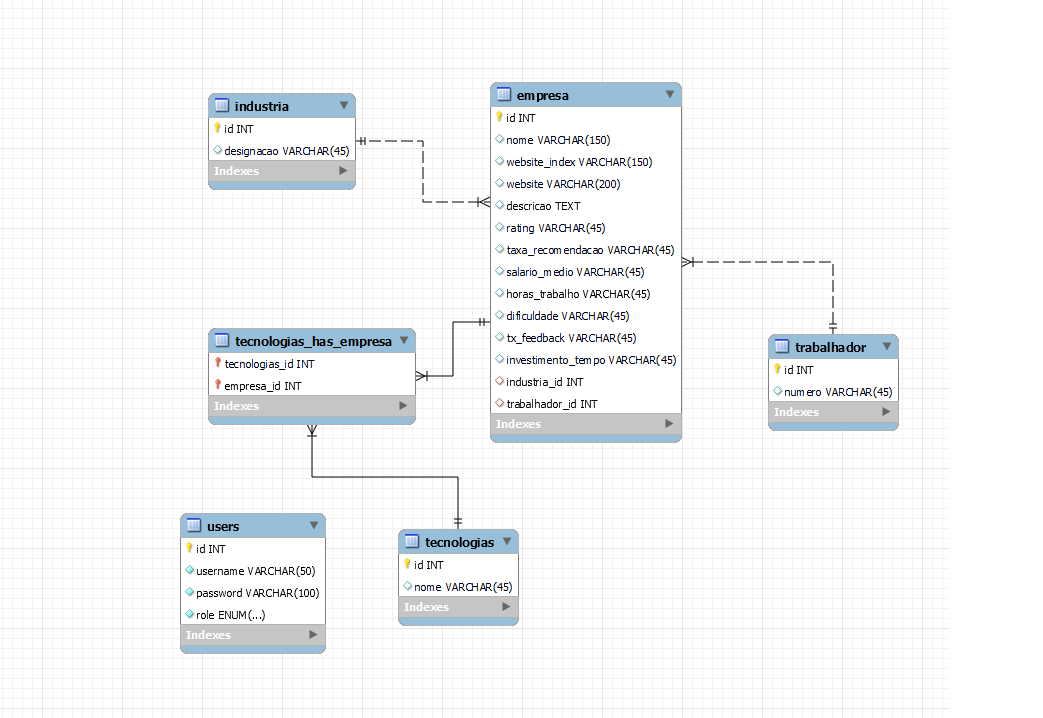 industria
id INT
designacao VARCHAR(45)
Indexes
empresa
id INT
nome VARCHAR(150)
website_index VARCHAR(150)
website VARCHAR(200)
descricao TEXT
rating VARCHAR(45)
taxa_recomendacao VARCHAR(45)
salario_medio VARCHAR(45)
horas_trabalho VARCHAR(45)
dificuldade VARCHAR(45)
tx_feedback VARCHAR(45)
investimento_tempo VARCHAR(45)
industria_id INT
trabalhador_id INT
Indexes
tecnologias_has_empresa
tecnologias_id INT
empresa_id INT
Indexes
trabalhador
id INT
numero VARCHAR(45)
Indexes
users
id INT
username VARCHAR(50)
password VARCHAR(100)
role ENUM(...)
Indexes
tecnologias
id INT
nome VARCHAR(45)
Indexes